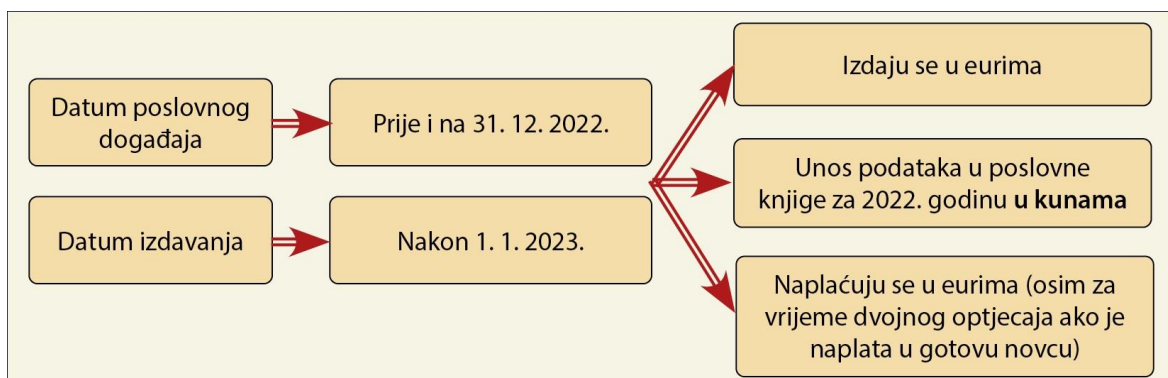 Datum poslovnog
događaja
Prije i na 31. 12. 2022.
Datum izdavanja
Nakon 1. 1. 2023.
Izdaju se u eurima
Unos podataka u poslovne
knjige za 2022. godinu u kunama
Naplaćuju se u eurima (osim za
vrijeme dvojnog optjecaja ako je
naplata u gotovu novcu)